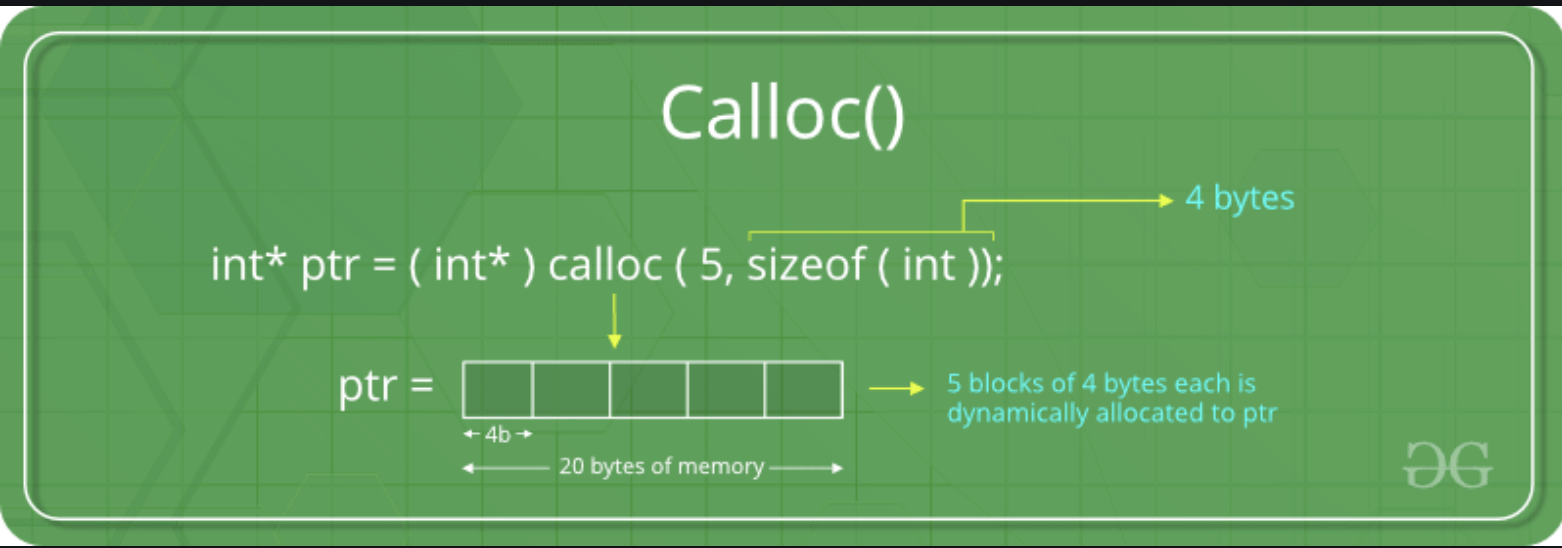 Calloc()
4 bytes
int* ptr = ( int* ) calloc ( 5, sizeof ( int ));
ptr =
5 blocks of 4 bytes each is
dynamically allocated to ptr
4b
20 bytes of memory